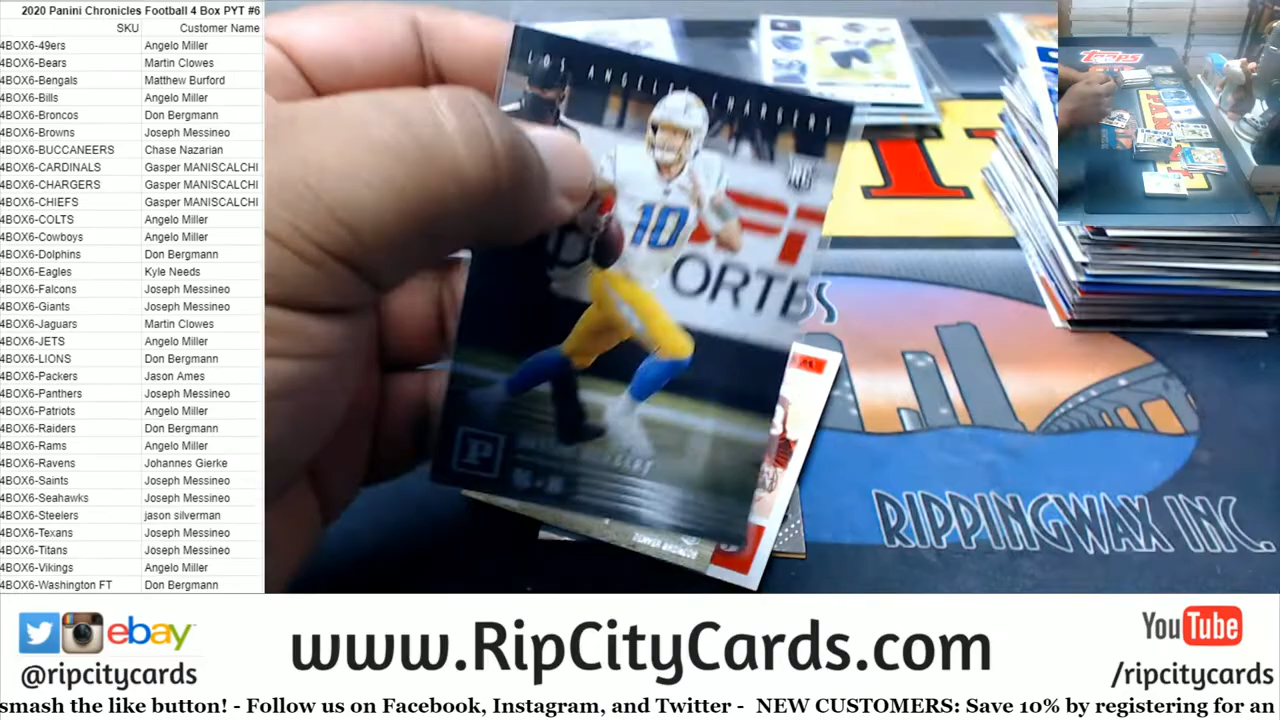 2020 Panini Chronicles Football 4 Box PYT #6
SKU Customer Name
4BOX6-49ers Angelo Miller
4BOX6-Bears Martin Clowes
4BOX6-Bengals Matthew Burford
4BOX6-Bills Angelo Miller
4BOX6-Broncos Don Bergmann
4BOX6-Browns Joseph Messineo
4BOX6-BUCCANEERS Chase Nazarian
4BOX6-CARDINALS Gasper MANISCALCHI
4BOX6-CHARGERS Gasper MANISCALCHI
4BOX6-CHIEFS Gasper MANISCALCHI
4BOX6-COLTS Angelo Miller
4BOX6-Cowboys Angelo Miller
4BOX6-Dolphins Don Bergmann
4BOX6-Eagles Kyle Needs
4BOX6-Falcons Joseph Messineo
4BOX6-Giants Joseph Messineo
4BOX6-Jaguars Martin Clowes
4BOX6-JETS Angelo Miller
4BOX6-LIONS Don Bergmann
4BOX6-Packers Jason Ames
4BOX6-Panthers Joseph Messineo
4BOX6-Patriots Angelo Miller
4BOX6-Raiders Don Bergmann
4BOX6-Rams Angelo Miller
4BOX6-Ravens Johannes Gierke
4BOX6-Saints Joseph Messineo
4BOX6-Seahawks Joseph Messineo
4BOX6-Steelers jason silverman
4BOX6-Texans Joseph Messineo
4BOX6-Titans Joseph Messineo
4BOX6-Vikings Angelo Miller
4BOX6-Washington FT Don Bergmann
LOS ANGELES CHARGERS
10
ORTS
P
Topps
RIPPINGWAX INC.
ebay
@ripcitycards
www.RipCityCards.com
YouTube
/ripcitycards
smash the like button! - Follow us on Facebook, Instagram, and Twitter - NEW CUSTOMERS: Save 10% by registering for an